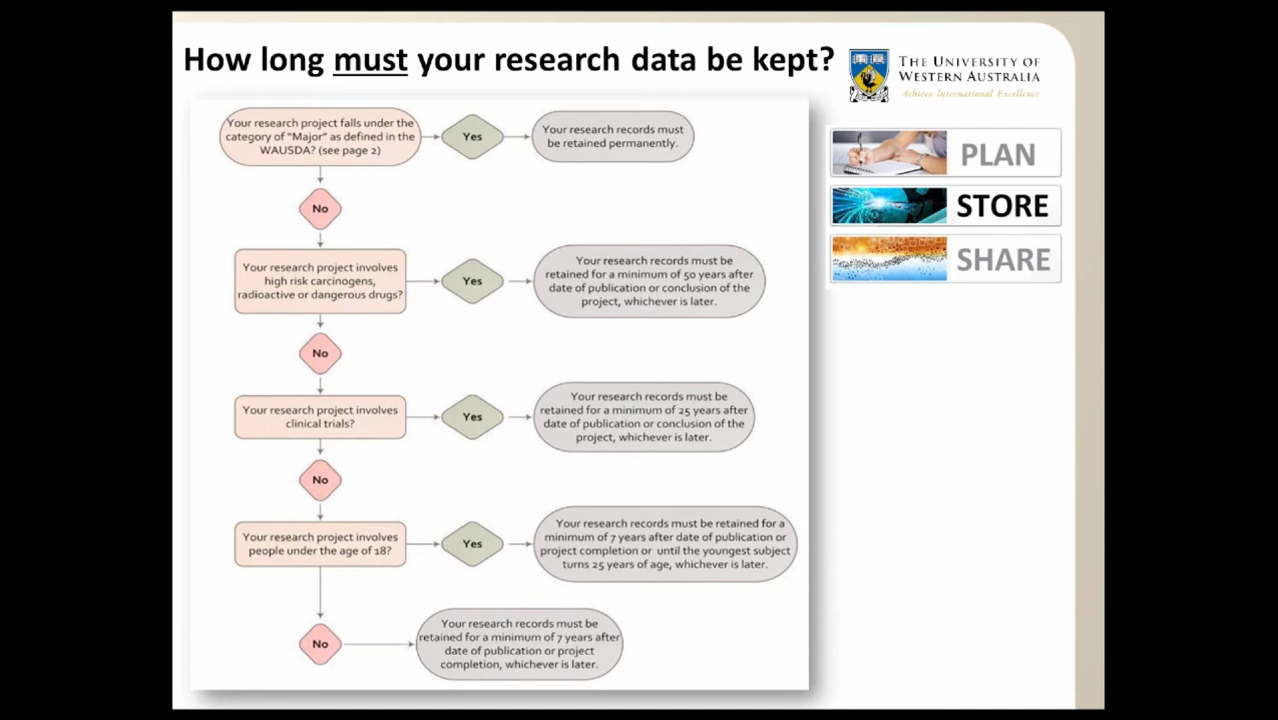 How long must your research data be kept?
THE UNIVERSITY OF
WESTERN AUSTRALIA
Achieve International Excellence
PLAN
STORE
SHARE
Your research project falls under the
category of "Major" as defined in the
WAUSDA? (see page 2)
Yes
Your research records must
be retained permanently.
No
Your research project involves
high risk carcinogens,
radioactive or dangerous drugs?
Yes
Your research records must be
retained for a minimum of 50 years after
date of publication or conclusion of the
project, whichever is later.
No
Your research project involves
clinical trials?
Yes
Your research records must be
retained for a minimum of 25 years after
date of publication or conclusion of the
project, whichever is later.
No
Your research project involves
people under the age of 18?
Yes
Your research records must be retained for a
minimum of 7 years after date of publication or
project completion or until the youngest subject
turns 25 years of age, whichever is later.
No
Your research records must be
retained for a minimum of 7 years after
date of publication or project
completion, whichever is later.